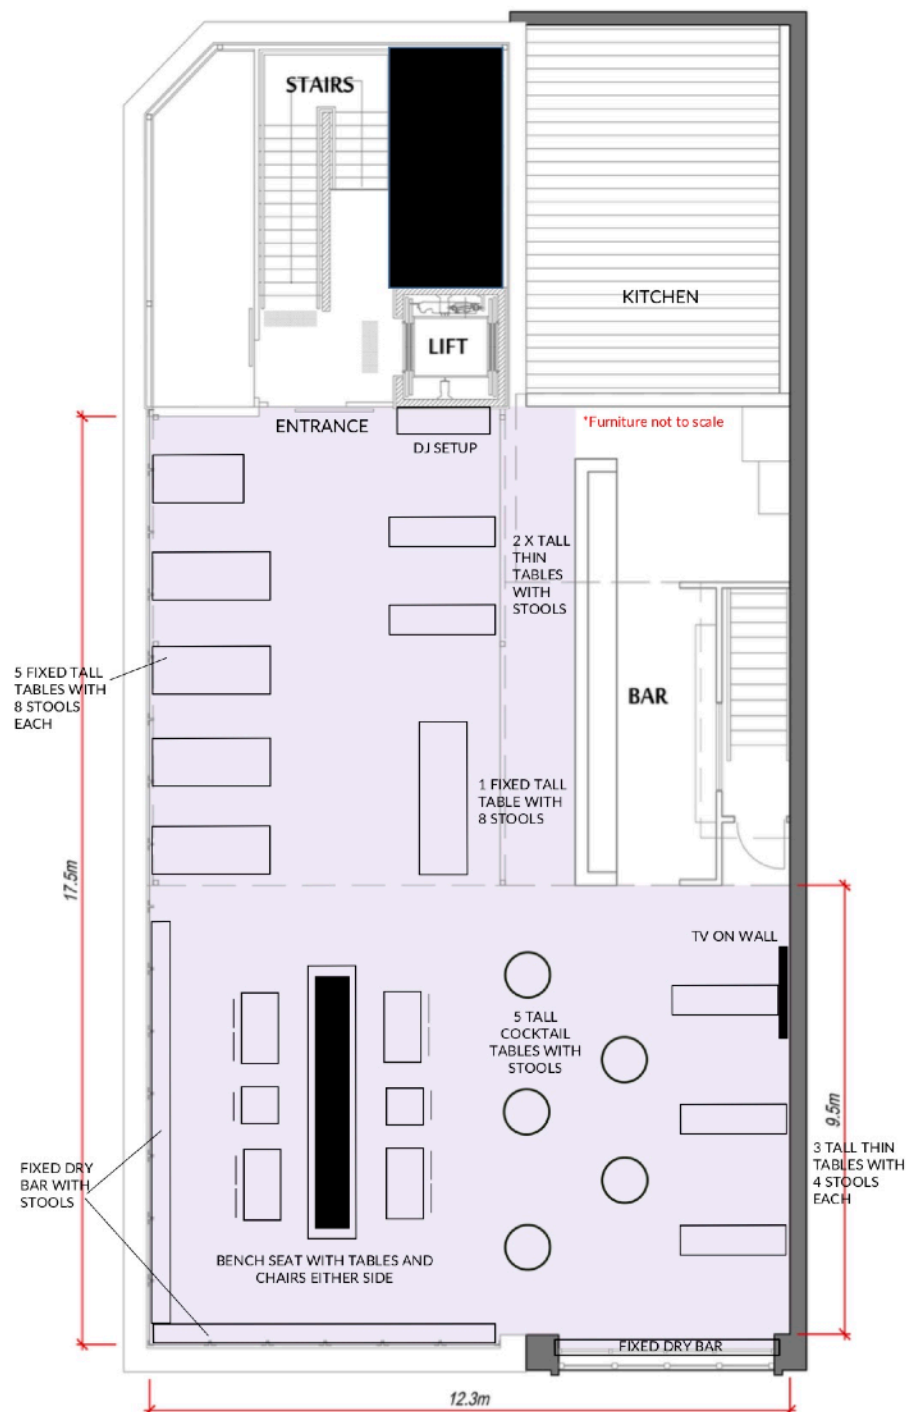 STAIRS
KITCHEN
LIFT
*Furniture not to scale
ENTRANCE
DJ SETUP
2 X TALL
THIN
TABLES
WITH
STOOLS
5 FIXED TALL
TABLES WITH
8 STOOLS
EACH
BAR
1 FIXED TALL
TABLE WITH
8 STOOLS
17.5m
TV ON WALL
5 TALL
COCKTAIL
TABLES WITH
STOOLS
9.5m
3 TALL THIN
TABLES WITH
4 STOOLS
EACH
FIXED DRY
BAR WITH
STOOLS
BENCH SEAT WITH TABLES AND
CHAIRS EITHER SIDE
FIXED DRY BAR
12.3m